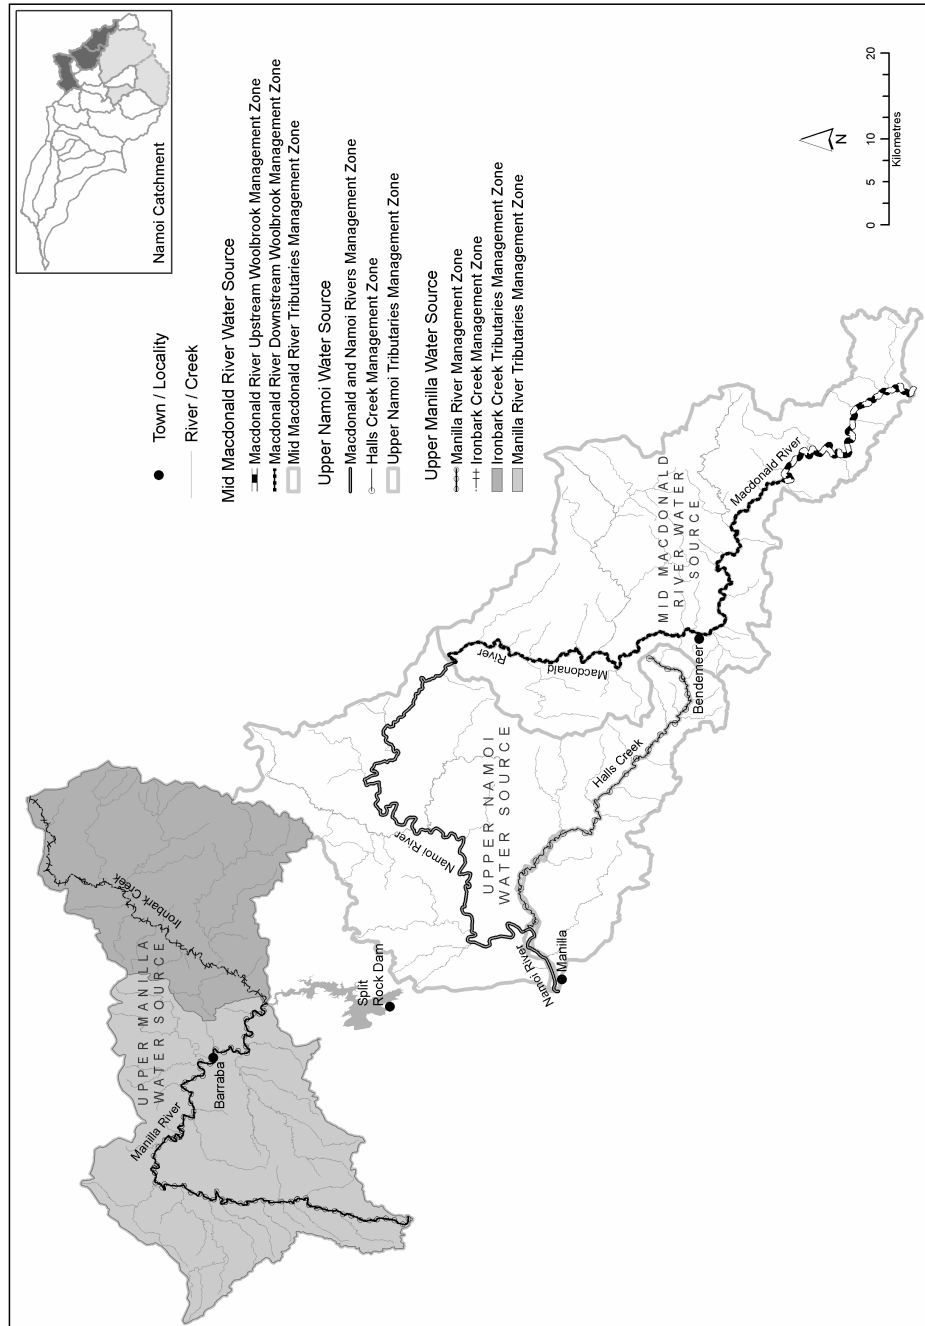 Namoi Catchment
Town / Locality
River / Creek
Mid Macdonald River Water Source
Macdonald River Upstream Woolbrook Management Zone
Macdonald River Downstream Woolbrook Management Zone
Mid Macdonald River Tributaries Management Zone
Upper Namoi Water Source
Macdonald and Namoi Rivers Management Zone
Halls Creek Management Zone
Upper Namoi Tributaries Management Zone
Upper Manilla Water Source
Manilla River Management Zone
Ironbark Creek Management Zone
Ironbark Creek Tributaries Management Zone
Manilla River Tributaries Management Zone
N
0 5 10 20
Kilometres
UPPER MANILLA
WATER SOURCE
Ironbark Creek
Manilla River
Barraba
Split
Rock Dam
Namoi River
UPPER NAMOI
WATER SOURCE
Namoi River
Manilla
Halls Creek
Macdonald
River
Bendemeer
MID MACDONALD
RIVER WATER
SOURCE
Macdonald River